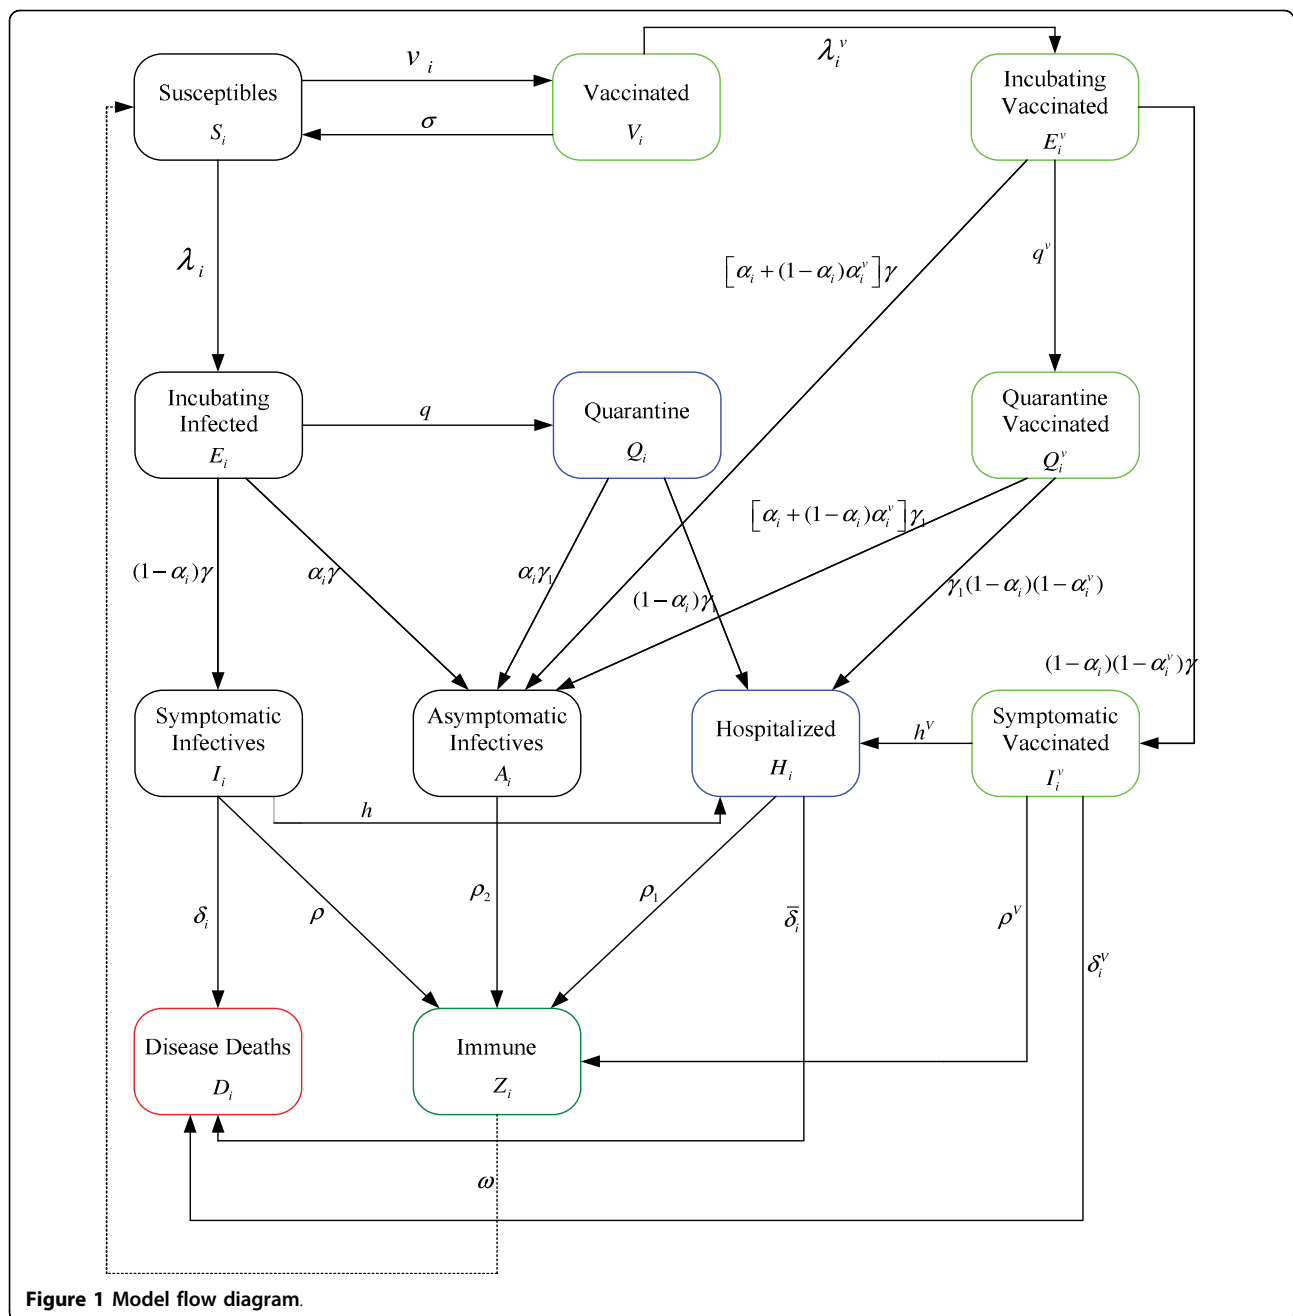 Susceptibles
S_i
ν_i
σ
Vaccinated
V_i
λ_i^v
Incubating
Vaccinated
E_i^v
λ_i
[α_i + (1−α_i)α_i^v]γ
q^v
Incubating
Infected
E_i
q
Quarantine
Q_i
Quarantine
Vaccinated
Q_i^v
(1−α_i)γ
α_iγ
α_iγ_1
(1−α_i)γ_1
[α_i + (1−α_i)α_i^v]γ_1
γ_1(1−α_i)(1−α_i^v)
(1−α_i)(1−α_i^v)γ
Symptomatic
Infectives
I_i
Asymptomatic
Infectives
A_i
Hospitalized
H_i
h^V
Symptomatic
Vaccinated
I_i^v
h
δ_i
ρ
ρ_2
ρ_1
δ̄_i
ρ^V
δ_i^V
Disease Deaths
D_i
Immune
Z_i
ω
Figure 1 Model flow diagram.